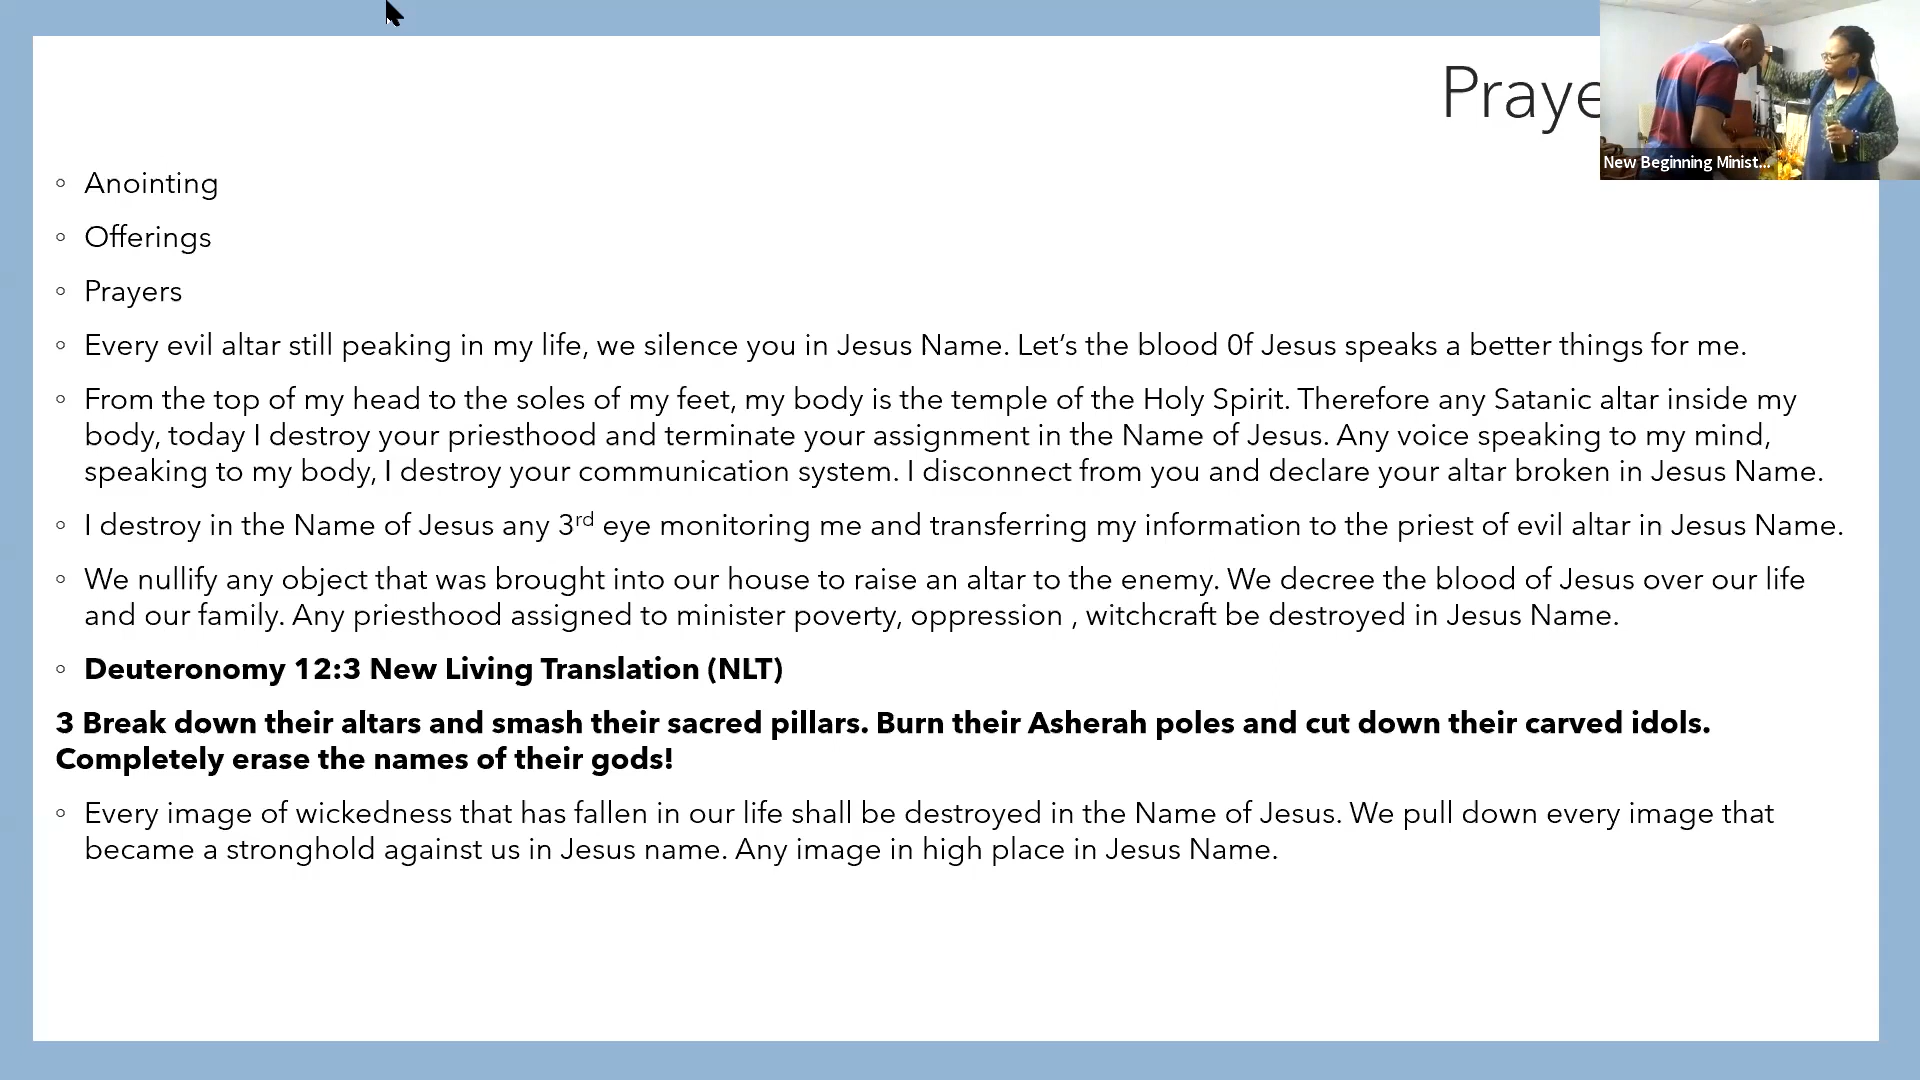 Praye
New Beginning Minist...
◦ Anointing
◦ Offerings
◦ Prayers
◦ Every evil altar still peaking in my life, we silence you in Jesus Name. Let’s the blood 0f Jesus speaks a better things for me.
◦ From the top of my head to the soles of my feet, my body is the temple of the Holy Spirit. Therefore any Satanic altar inside my
body, today I destroy your priesthood and terminate your assignment in the Name of Jesus. Any voice speaking to my mind,
speaking to my body, I destroy your communication system. I disconnect from you and declare your altar broken in Jesus Name.
◦ I destroy in the Name of Jesus any 3rd eye monitoring me and transferring my information to the priest of evil altar in Jesus Name.
◦ We nullify any object that was brought into our house to raise an altar to the enemy. We decree the blood of Jesus over our life
and our family. Any priesthood assigned to minister poverty, oppression , witchcraft be destroyed in Jesus Name.
◦ Deuteronomy 12:3 New Living Translation (NLT)
3 Break down their altars and smash their sacred pillars. Burn their Asherah poles and cut down their carved idols.
Completely erase the names of their gods!
◦ Every image of wickedness that has fallen in our life shall be destroyed in the Name of Jesus. We pull down every image that
became a stronghold against us in Jesus name. Any image in high place in Jesus Name.